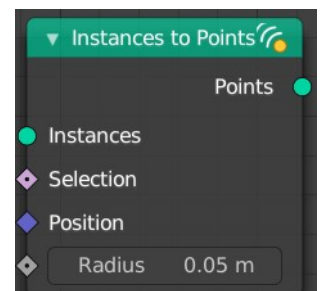 Instances to Points
Points
Instances
Selection
Position
Radius 0.05 m